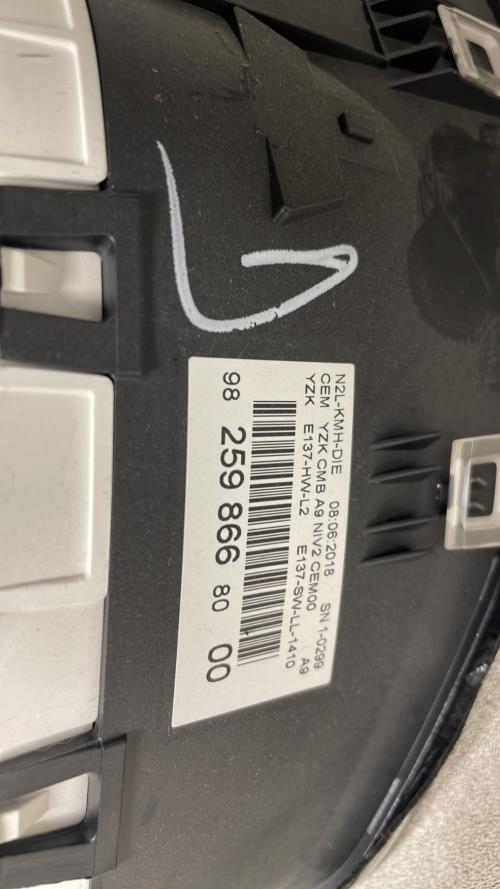 N2L-KMH-DIE 08:06:2018 SN 1-0299
CEM YZK CMB A9 NIV2 CEM00 A9
YZK E137-HW-L2 E137-SW-LL-1410
98 259 866 80 00